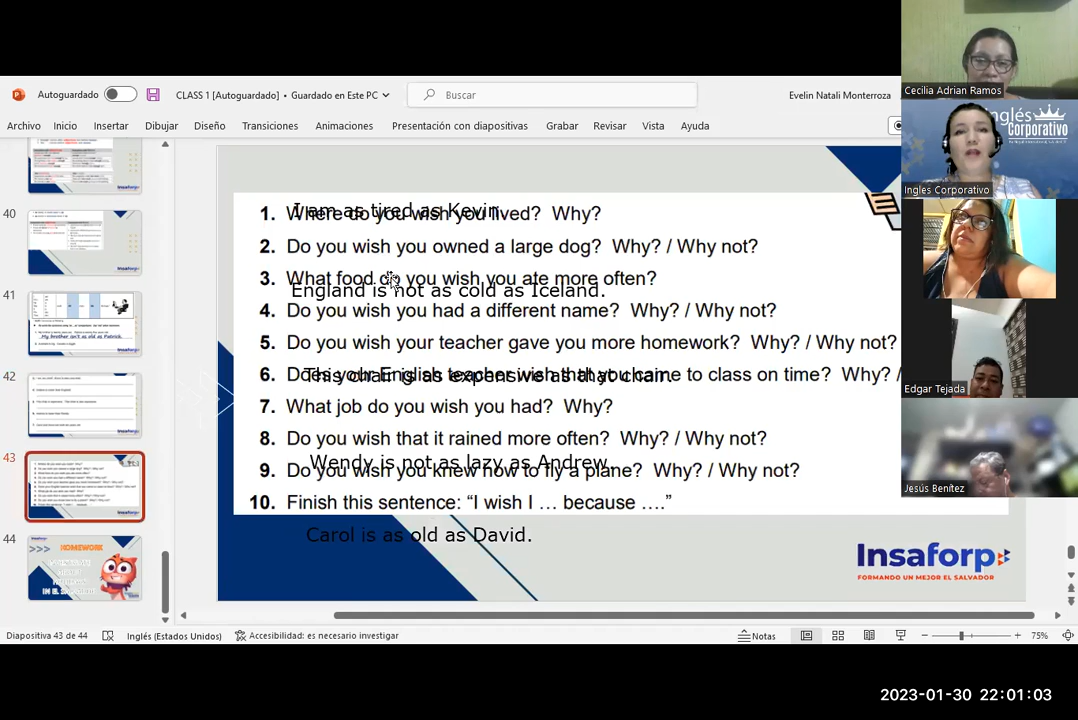 Cecilia Adrian Ramos
Autoguardado
CLASS 1 [Autoguardado] • Guardado en Este PC
Buscar
Evelin Natali Monterroza
Archivo Inicio Insertar Dibujar Diseño Transiciones Animaciones Presentación con diapositivas Grabar Revisar Vista Ayuda
inglés
Corporativo
Ingles Corporativo
Edgar Tejada
Jesús Benítez
40
41
My brother isn't as old as Patrick.
42
43
44
HOMEWORK
1. Where do you wish you lived? Why?
I am as tired as Kevin
2. Do you wish you owned a large dog? Why? / Why not?
3. What food do you wish you ate more often?
England is not as cold as Iceland.
4. Do you wish you had a different name? Why? / Why not?
5. Do you wish your teacher gave you more homework? Why? / Why not?
6. Does your English teacher wish that you came to class on time? Why? /
This chair is as expensive as that chair.
7. What job do you wish you had? Why?
8. Do you wish that it rained more often? Why? / Why not?
Wendy is not as lazy as Andrew.
9. Do you wish you knew how to fly a plane? Why? / Why not?
10. Finish this sentence: “I wish I … because ….”
Carol is as old as David.
Insaforp
FORMANDO UN MEJOR EL SALVADOR
Diapositiva 43 de 44
Inglés (Estados Unidos)
Accesibilidad: es necesario investigar
Notas
75%
2023-01-30 22:01:03